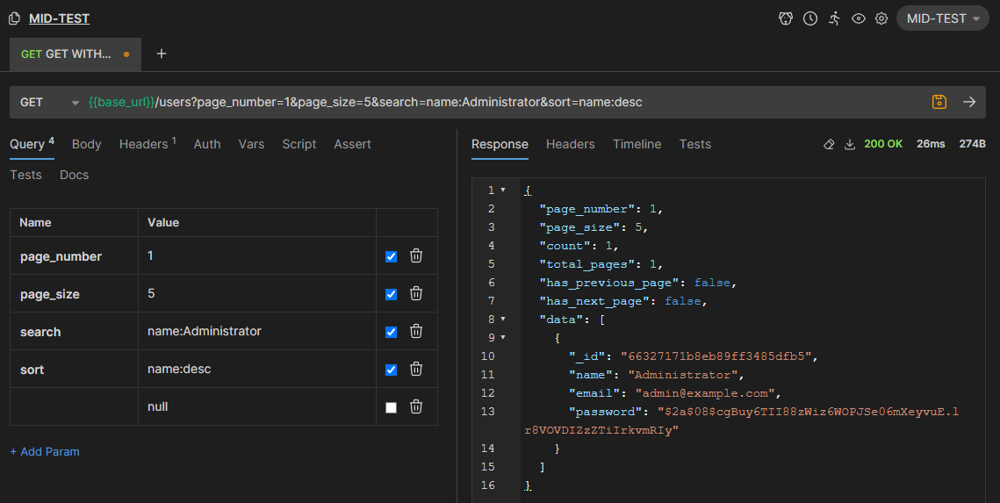 MID-TEST
MID-TEST
GET GET WITH...
+
GET {{base_url}}/users?page_number=1&page_size=5&search=name:Administrator&sort=name:desc
Query 4 Body Headers 1 Auth Vars Script Assert
Tests Docs
Name Value
page_number 1
page_size 5
search name:Administrator
sort name:desc
null
+ Add Param
Response Headers Timeline Tests 200 OK 26ms 274B
1 {
2 "page_number": 1,
3 "page_size": 5,
4 "count": 1,
5 "total_pages": 1,
6 "has_previous_page": false,
7 "has_next_page": false,
8 "data": [
9 {
10 "_id": "66327171b8eb89ff3485dfb5",
11 "name": "Administrator",
12 "email": "admin@example.com",
13 "password": "$2a$08$cgBuy6TII88zWiz6WOPJSe06mXeyvuE.l
r8VOVDIZzZTiIrkvmRIy"
14 }
15 ]
16 }